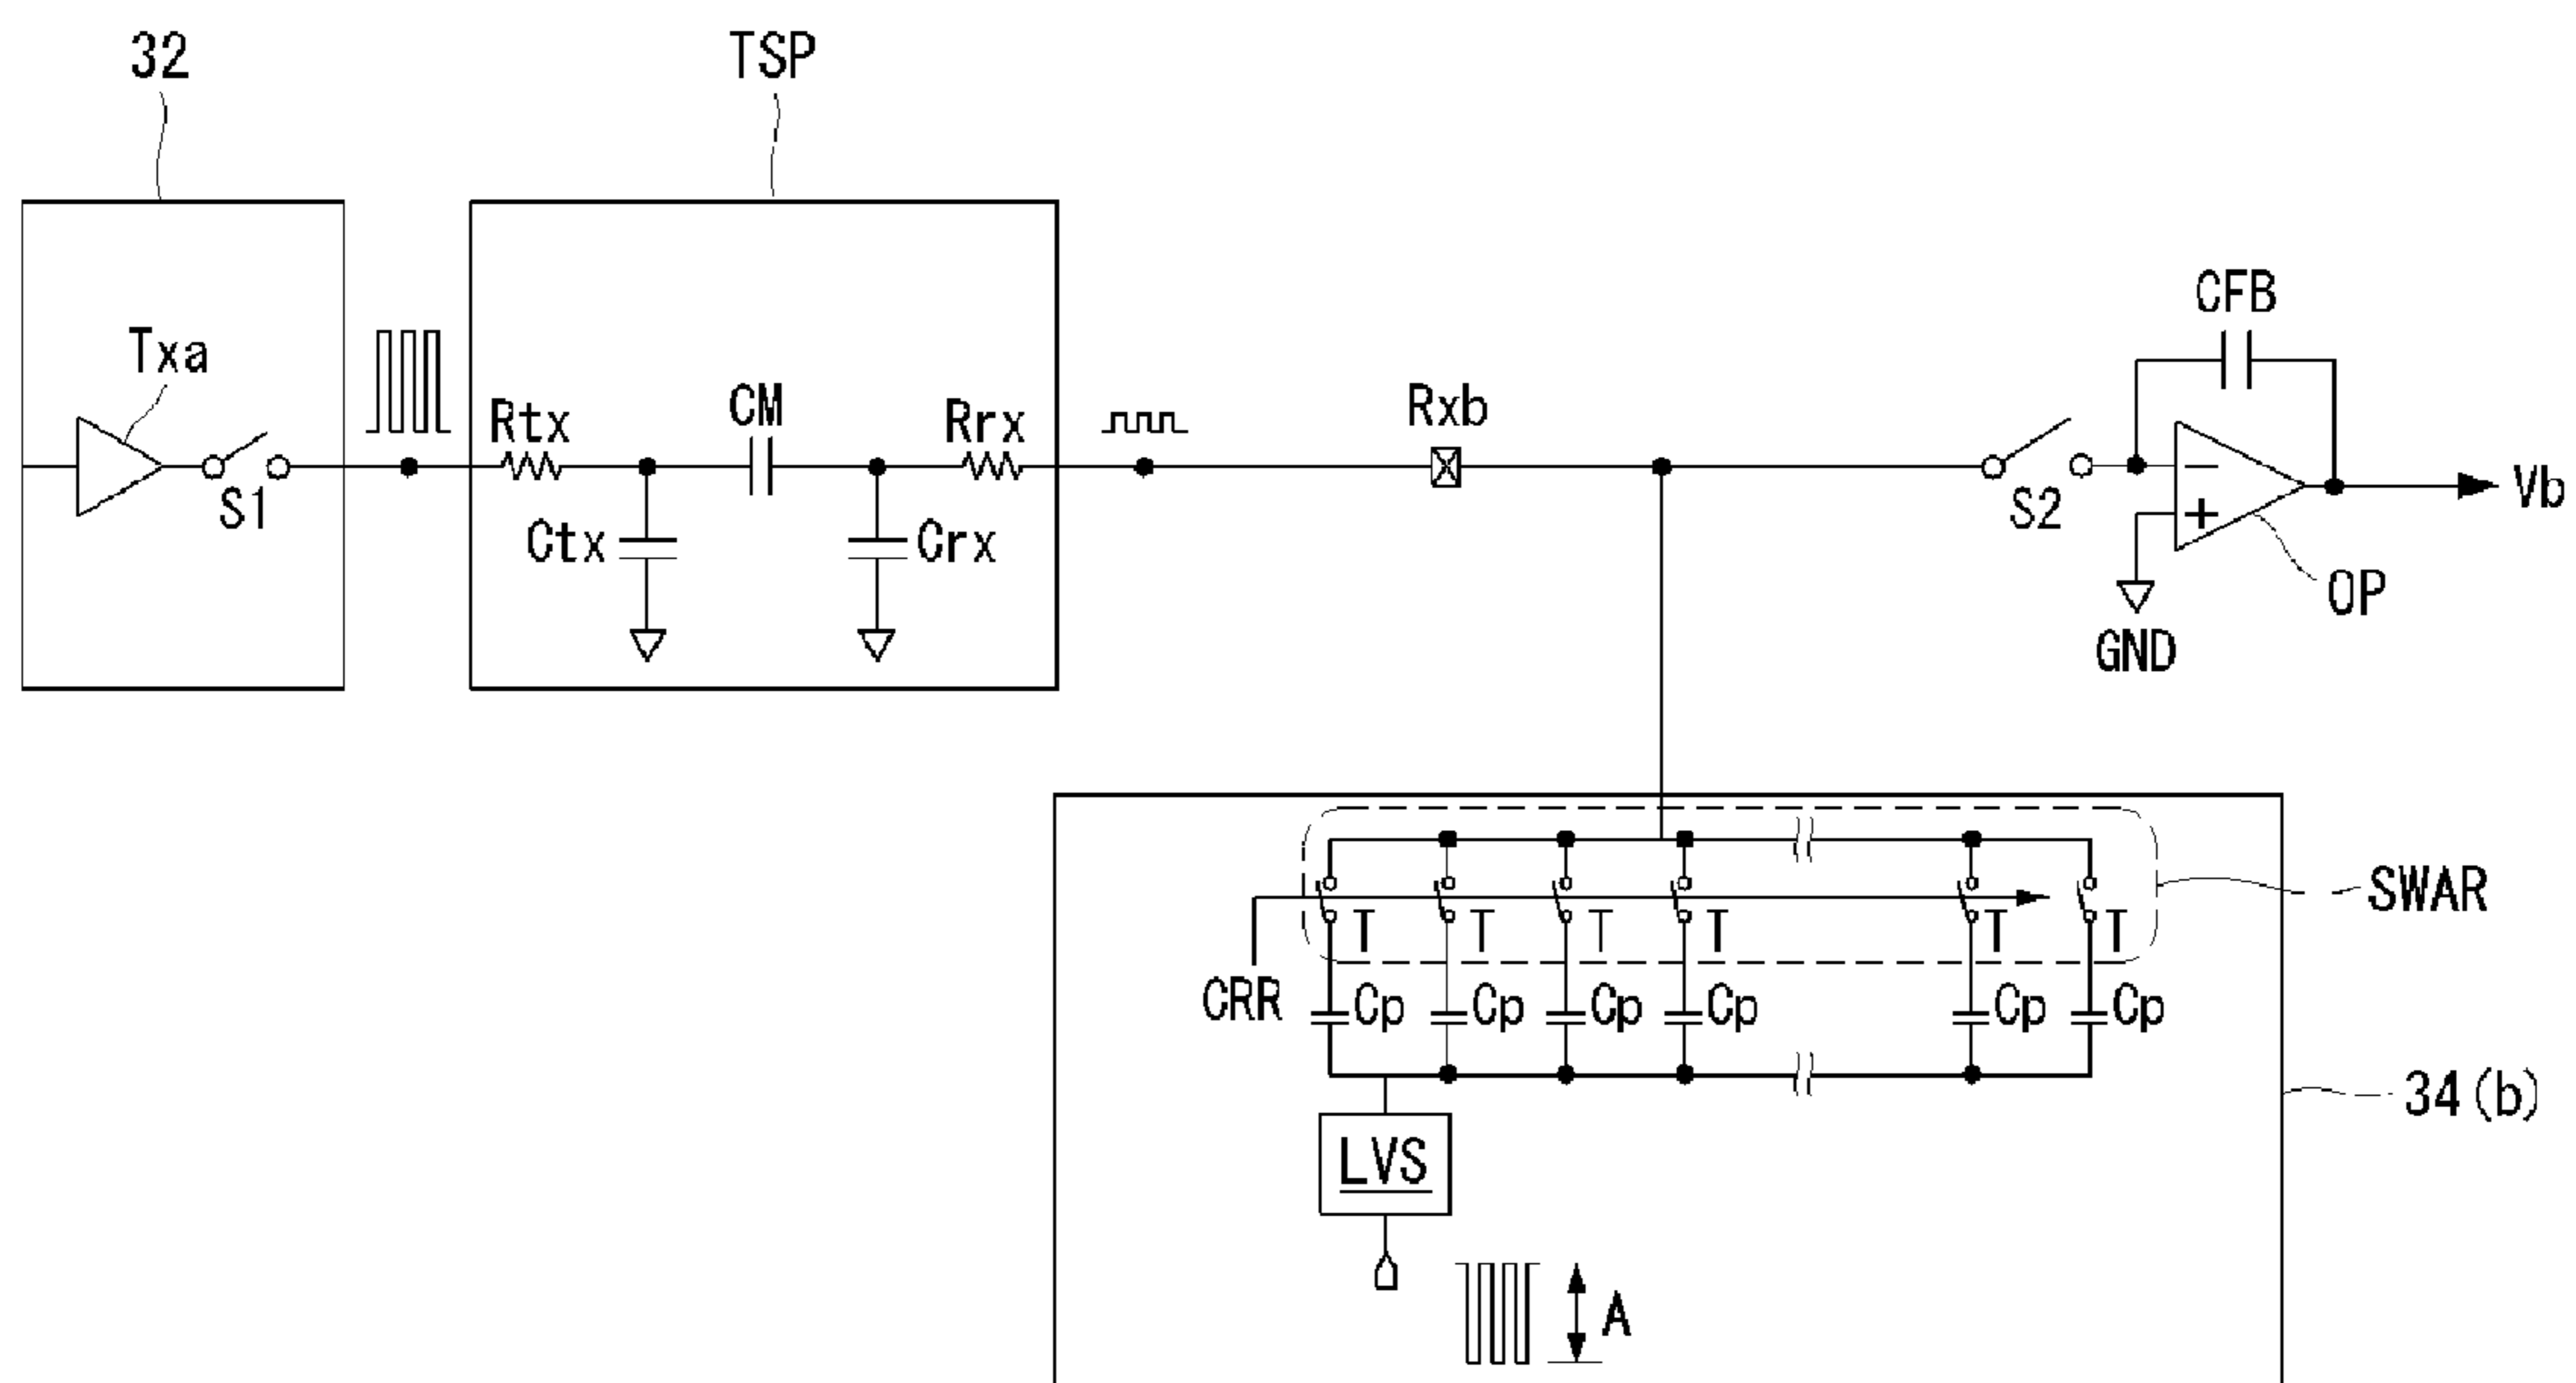 32
TSP
CFB
Txa
Rtx
CM
Rrx
Rxb
S1
S2
−
+
Vb
Ctx
Crx
OP
GND
SWAR
T T T T T T
CRR
Cp Cp Cp Cp Cp Cp
34(b)
LVS
A